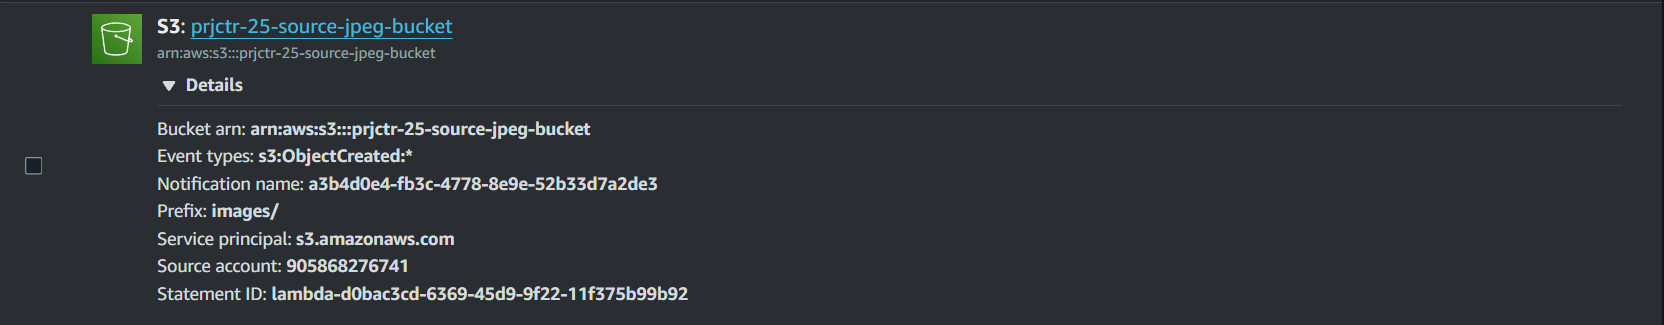 S3: prjctr-25-source-jpeg-bucket
arn:aws:s3:::prjctr-25-source-jpeg-bucket
▼ Details
Bucket arn: arn:aws:s3:::prjctr-25-source-jpeg-bucket
Event types: s3:ObjectCreated:*
Notification name: a3b4d0e4-fb3c-4778-8e9e-52b33d7a2de3
Prefix: images/
Service principal: s3.amazonaws.com
Source account: 905868276741
Statement ID: lambda-d0bac3cd-6369-45d9-9f22-11f375b99b92